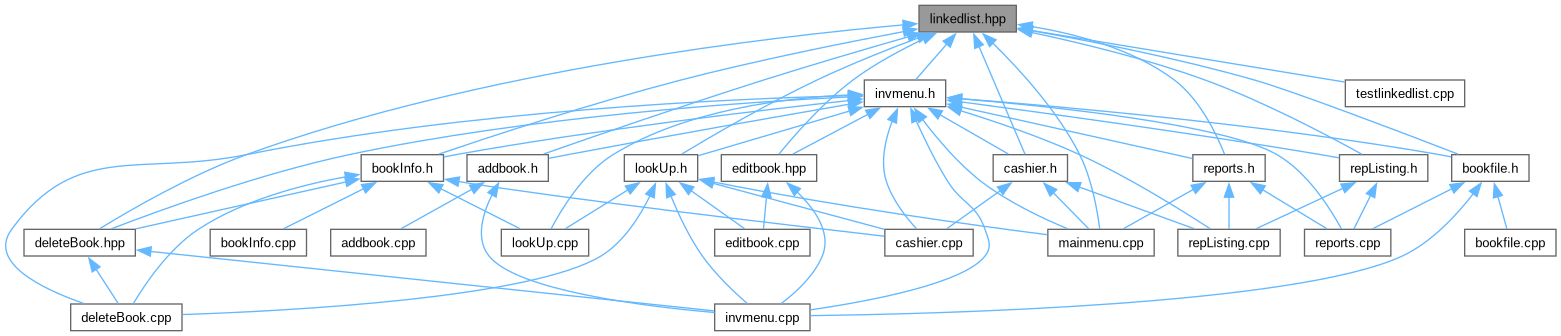 linkedlist.hpp
invmenu.h
testlinkedlist.cpp
bookInfo.h
addbook.h
lookUp.h
editbook.hpp
cashier.h
reports.h
repListing.h
bookfile.h
deleteBook.hpp
bookInfo.cpp
addbook.cpp
lookUp.cpp
editbook.cpp
cashier.cpp
mainmenu.cpp
repListing.cpp
reports.cpp
bookfile.cpp
deleteBook.cpp
invmenu.cpp